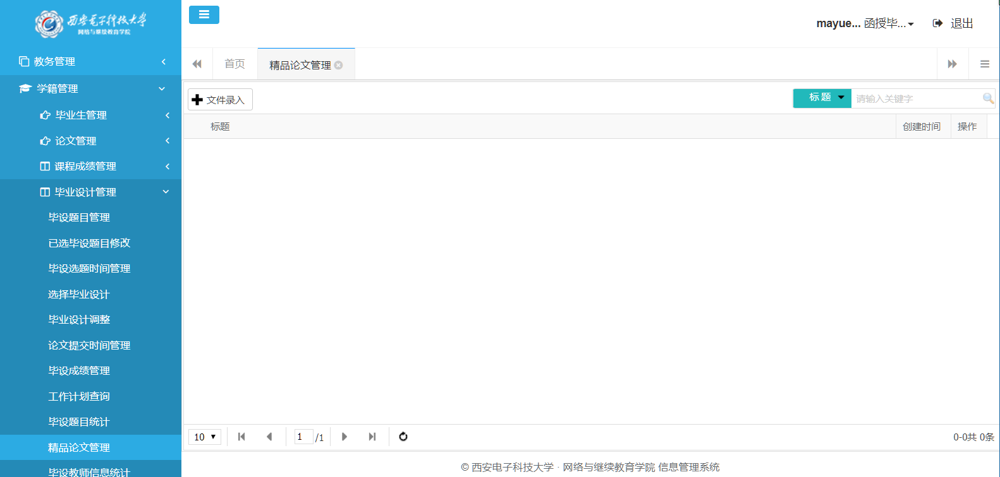 西安电子科技大学
网络与继续教育学院
mayue... 函授毕...
退出
教务管理
学籍管理
毕业生管理
论文管理
课程成绩管理
毕业设计管理
毕设题目管理
已选毕设题目修改
毕设选题时间管理
选择毕业设计
毕业设计调整
论文提交时间管理
毕设成绩管理
工作计划查询
毕设题目统计
精品论文管理
毕设教师信息统计
首页
精品论文管理
文件录入
标题
请输入关键字
标题
创建时间
操作
10
1 /1
0-0共 0条
© 西安电子科技大学 · 网络与继续教育学院 信息管理系统